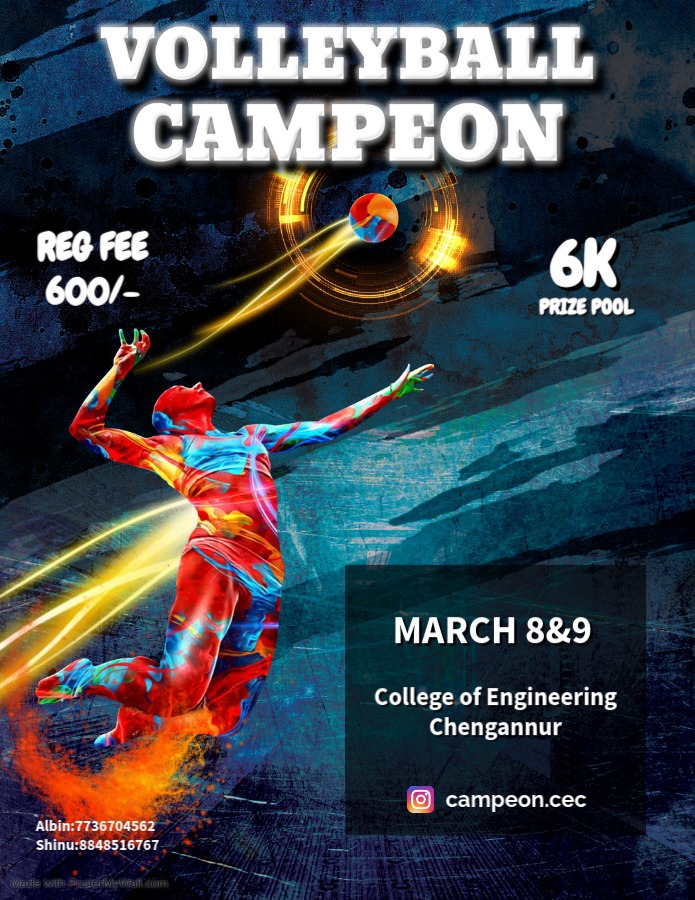 VOLLEYBALL
CAMPEON
REG FEE
600/-
6K
PRIZE POOL
MARCH 8&9
College of Engineering
Chengannur
campeon.cec
Albin:7736704562
Shinu:8848516767
Made with PosterMyWall.com